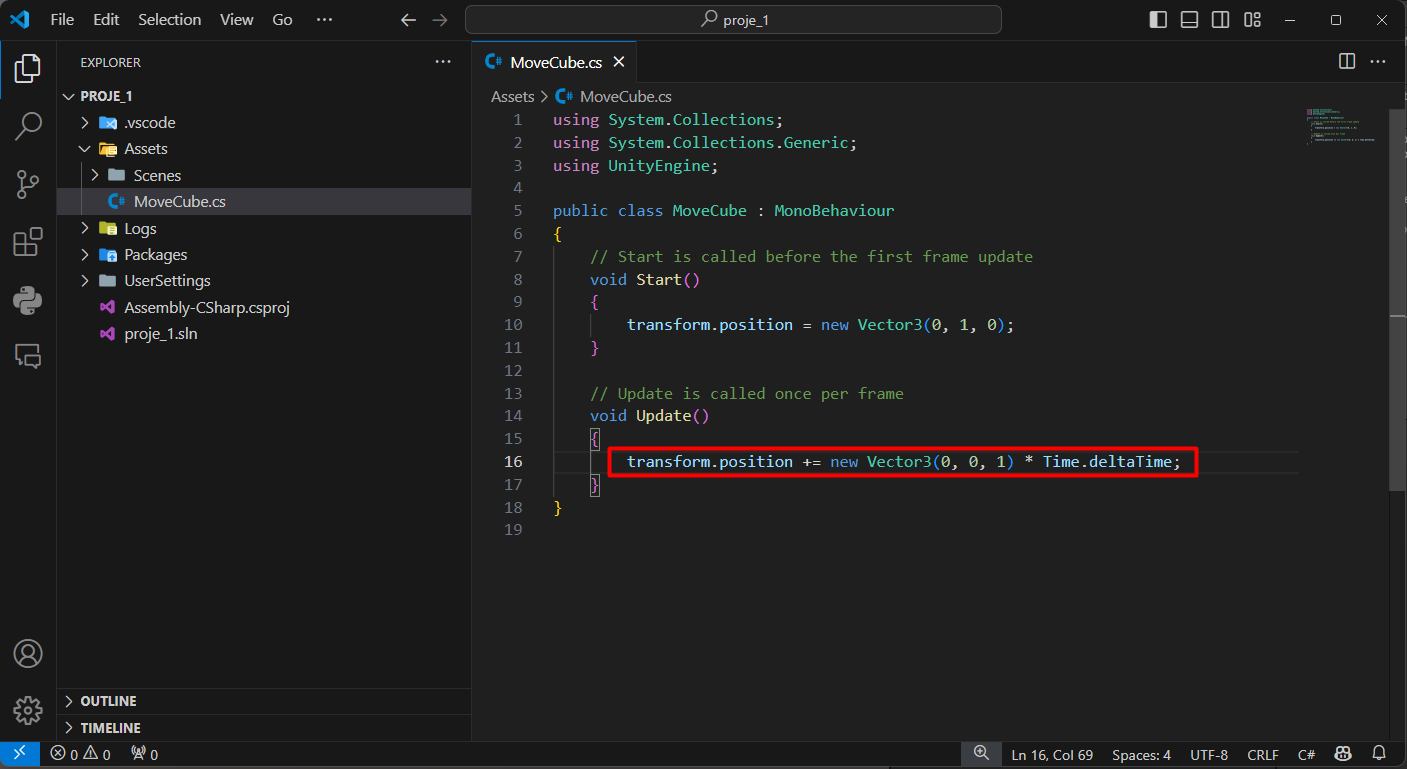 File Edit Selection View Go ··· proje_1
EXPLORER ···
PROJE_1
.vscode
Assets
Scenes
MoveCube.cs
Logs
Packages
UserSettings
Assembly-CSharp.csproj
proje_1.sln
OUTLINE
TIMELINE
C# MoveCube.cs
Assets > C# MoveCube.cs
1 using System.Collections;
2 using System.Collections.Generic;
3 using UnityEngine;
4
5 public class MoveCube : MonoBehaviour
6 {
7 // Start is called before the first frame update
8 void Start()
9 {
10 transform.position = new Vector3(0, 1, 0);
11 }
12
13 // Update is called once per frame
14 void Update()
15 {
16 transform.position += new Vector3(0, 0, 1) * Time.deltaTime;
17 }
18 }
19
0 0 0 Ln 16, Col 69 Spaces: 4 UTF-8 CRLF C#